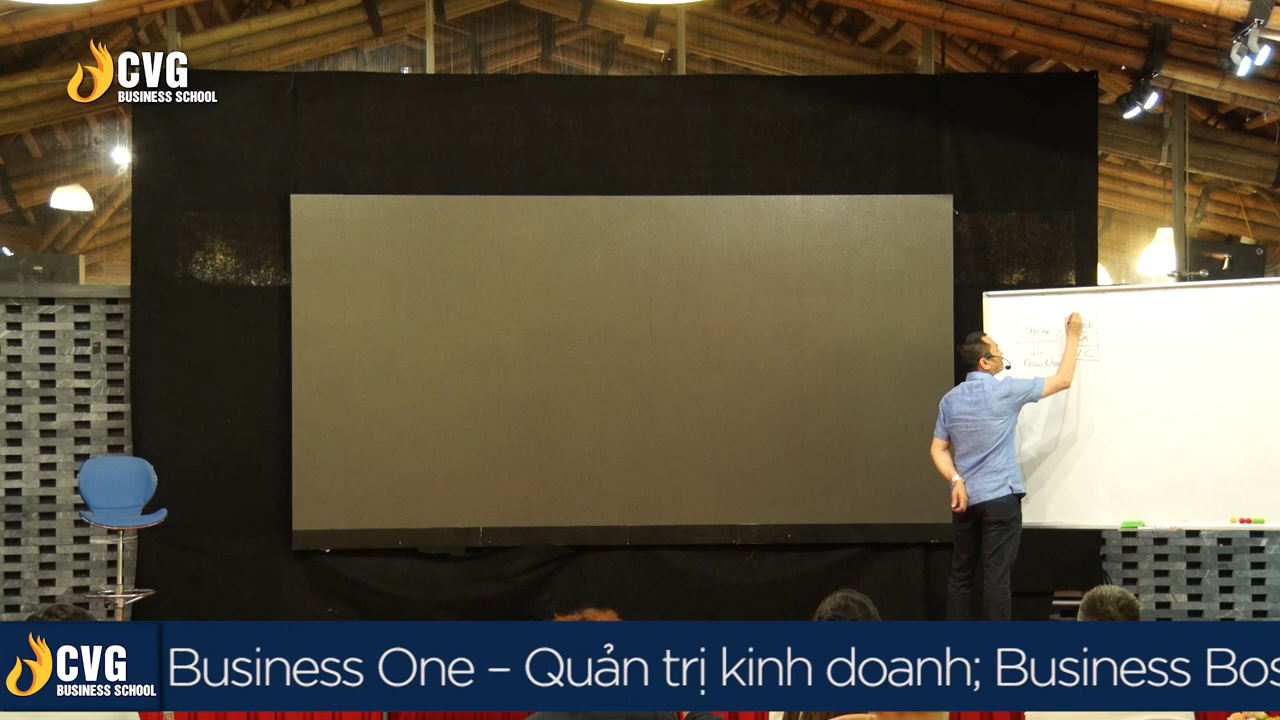 CVG
BUSINESS SCHOOL
CVG
BUSINESS SCHOOL
Business One – Quản trị kinh doanh; Business Bos